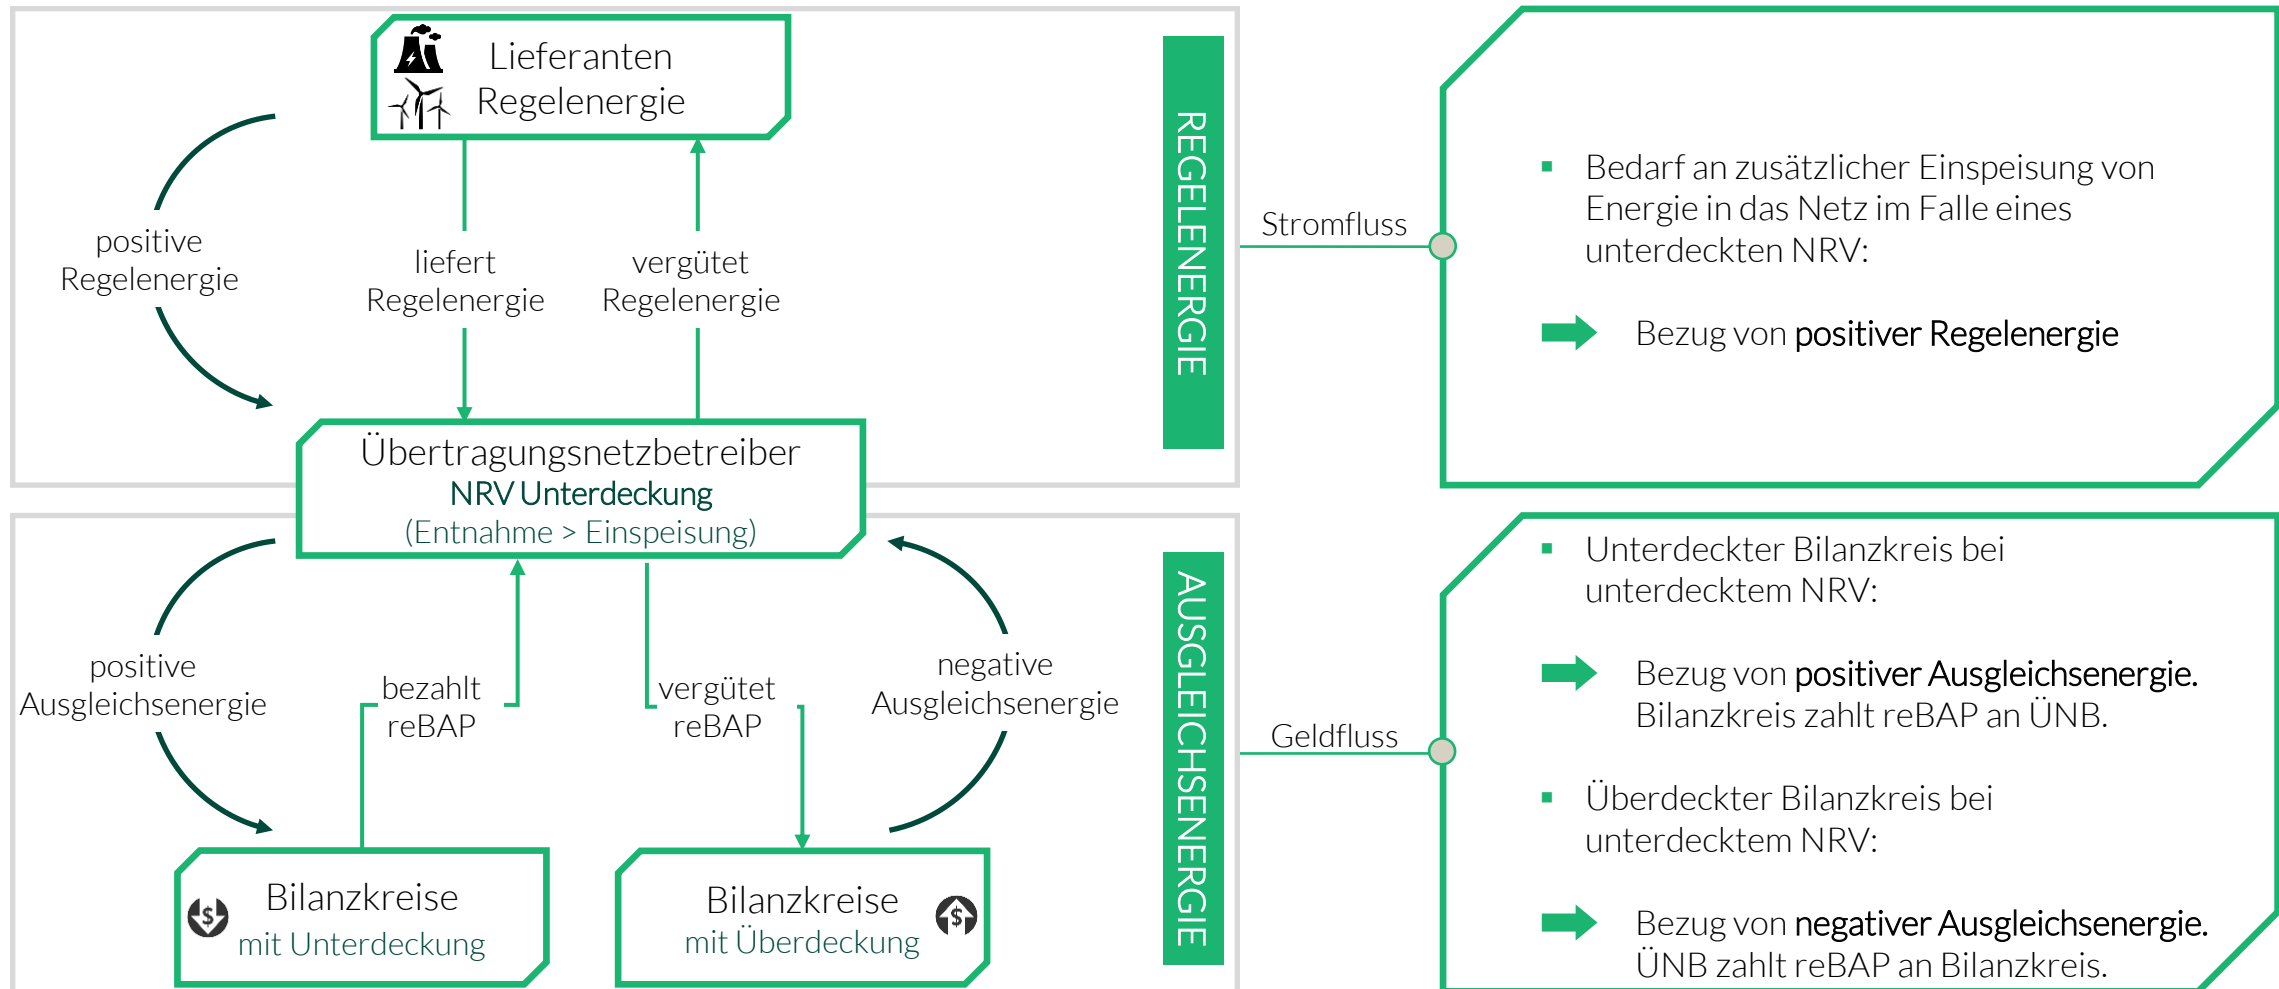 Lieferanten
Regelenergie
positive
Regelenergie
liefert
Regelenergie
vergütet
Regelenergie
REGELENERGIE
Stromfluss
Bedarf an zusätzlicher Einspeisung von
Energie in das Netz im Falle eines
unterdeckten NRV:
Bezug von positiver Regelenergie
Übertragungsnetzbetreiber
NRV Unterdeckung
(Entnahme > Einspeisung)
positive
Ausgleichsenergie
bezahlt
reBAP
vergütet
reBAP
negative
Ausgleichsenergie
AUSGLEICHSENERGIE
Geldfluss
Unterdeckter Bilanzkreis bei
unterdecktem NRV:
Bezug von positiver Ausgleichsenergie.
Bilanzkreis zahlt reBAP an ÜNB.
Überdeckter Bilanzkreis bei
unterdecktem NRV:
Bezug von negativer Ausgleichsenergie.
ÜNB zahlt reBAP an Bilanzkreis.
$
Bilanzkreise
mit Unterdeckung
Bilanzkreise
mit Überdeckung
$